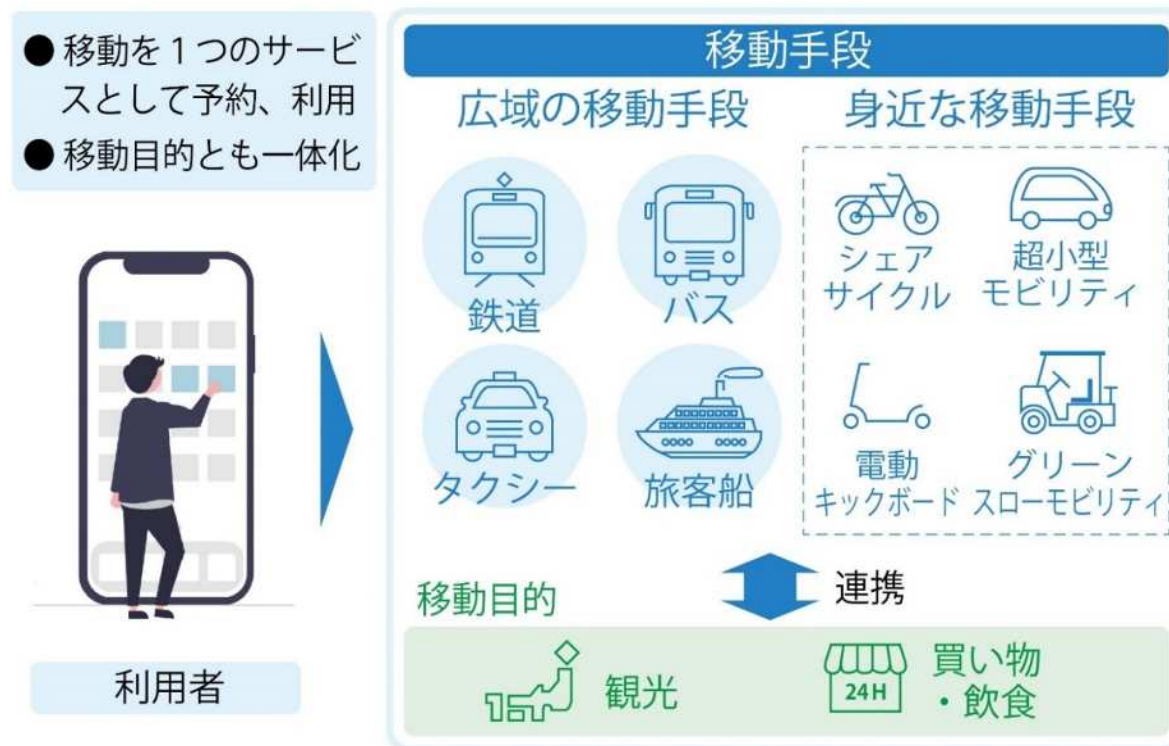 ● 移動を1つのサービ
スとして予約、利用
● 移動目的とも一体化
利用者
移動手段
広域の移動手段
鉄道
バス
タクシー
旅客船
身近な移動手段
シェア
サイクル
超小型
モビリティ
電動
キックボード
グリーン
スローモビリティ
連携
移動目的
観光
24H
買い物
・飲食